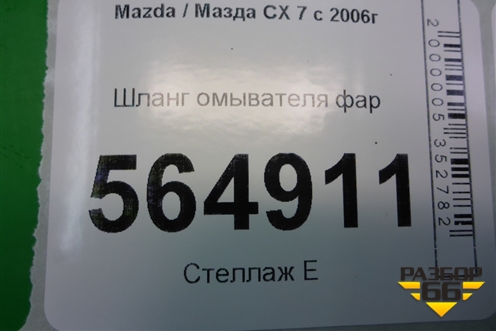 Mazda / Мазда CX 7 с 2006г
Шланг омывателя фар
564911
Стеллаж Е
2000005352782
РАЗБОР
66